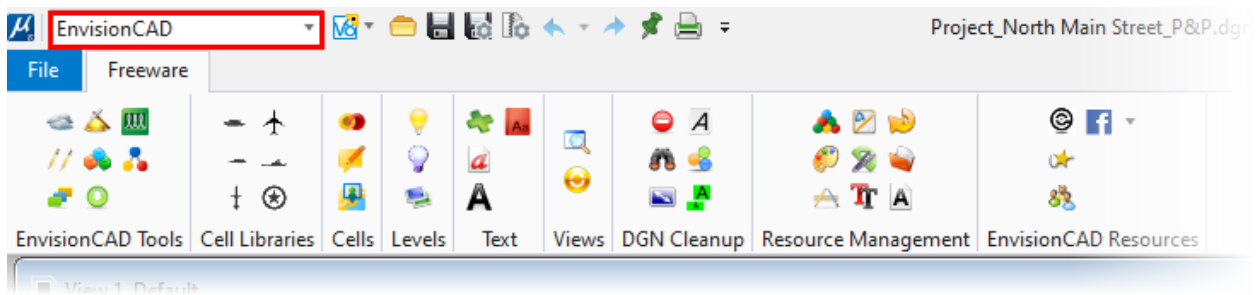 EnvisionCAD Project_North Main Street_P&P.dgn
File Freeware
EnvisionCAD Tools Cell Libraries Cells Levels Text Views DGN Cleanup Resource Management EnvisionCAD Resources
View 1, Default